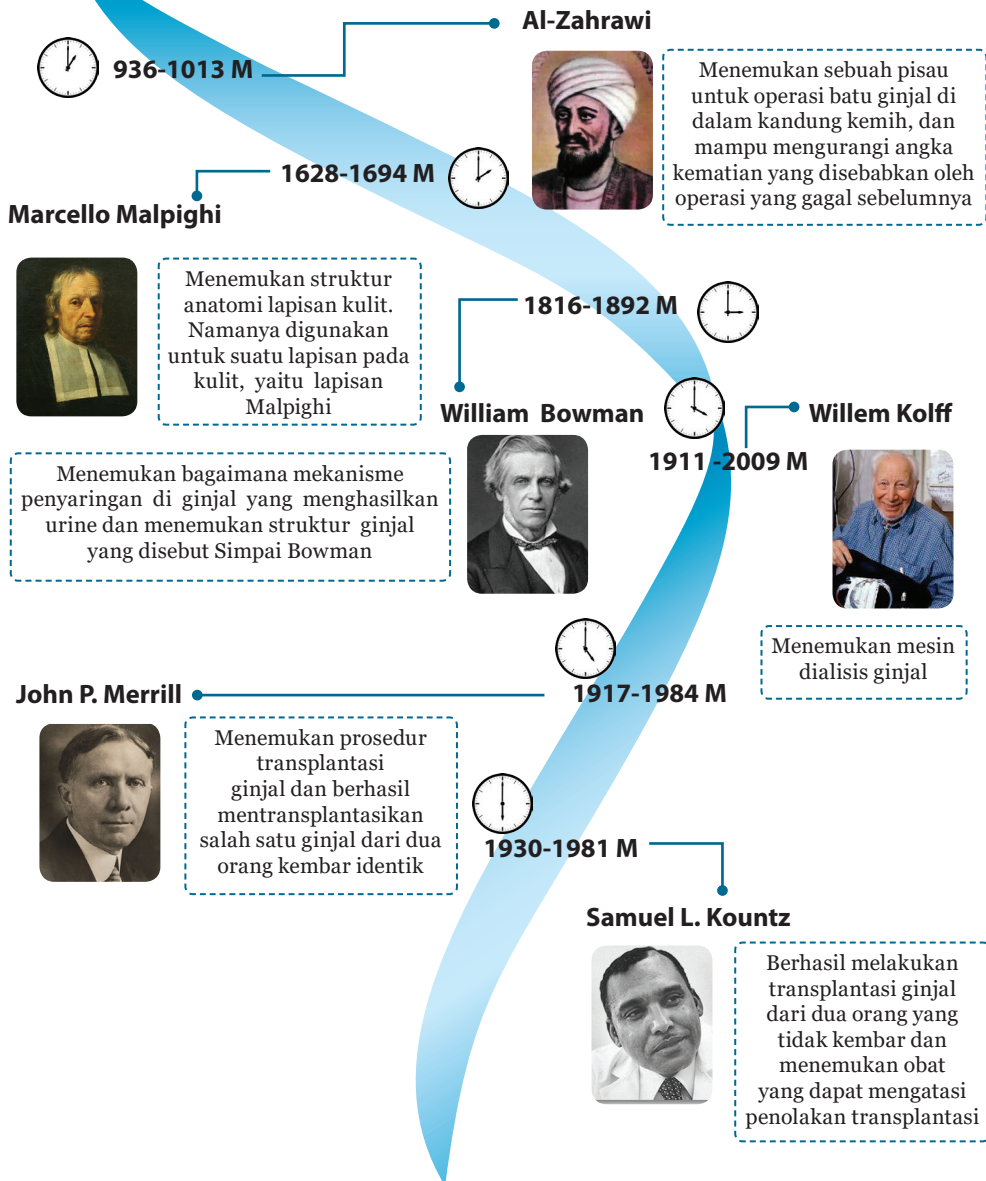 Al-Zahrawi
936-1013 M
Menemukan sebuah pisau
untuk operasi batu ginjal di
dalam kandung kemih, dan
mampu mengurangi angka
kematian yang disebabkan oleh
operasi yang gagal sebelumnya
1628-1694 M
Marcello Malpighi
Menemukan struktur
anatomi lapisan kulit.
Namanya digunakan
untuk suatu lapisan pada
kulit, yaitu lapisan
Malpighi
1816-1892 M
William Bowman
Menemukan bagaimana mekanisme
penyaringan di ginjal yang menghasilkan
urine dan menemukan struktur ginjal
yang disebut Simpai Bowman
Willem Kolff
1911 -2009 M
Menemukan mesin
dialisis ginjal
1917-1984 M
John P. Merrill
Menemukan prosedur
transplantasi
ginjal dan berhasil
mentransplantasikan
salah satu ginjal dari dua
orang kembar identik
1930-1981 M
Samuel L. Kountz
Berhasil melakukan
transplantasi ginjal
dari dua orang yang
tidak kembar dan
menemukan obat
yang dapat mengatasi
penolakan transplantasi